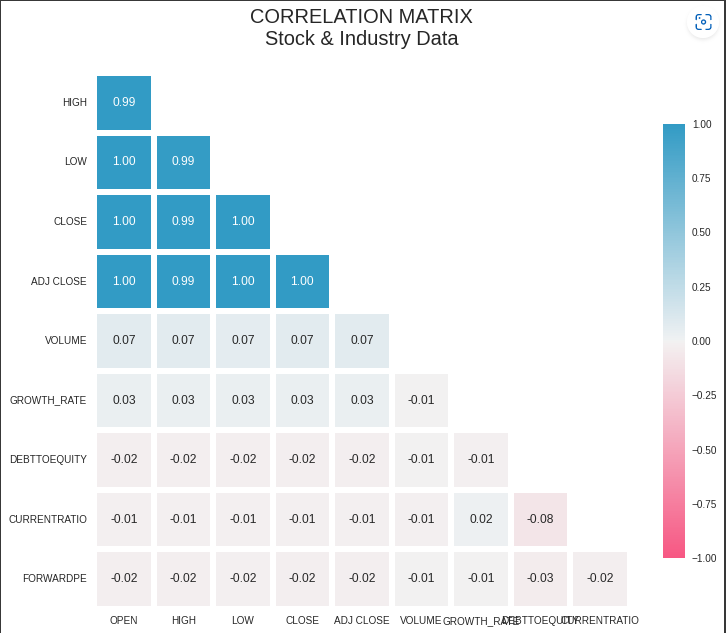 CORRELATION MATRIX
Stock & Industry Data
HIGH 0.99
1.00
LOW 1.00 0.99
0.75
CLOSE 1.00 0.99 1.00
0.50
ADJ CLOSE 1.00 0.99 1.00 1.00
0.25
VOLUME 0.07 0.07 0.07 0.07 0.07
0.00
GROWTH_RATE 0.03 0.03 0.03 0.03 0.03 -0.01
−0.25
DEBTTOEQUITY -0.02 -0.02 -0.02 -0.02 -0.02 -0.01 -0.01
−0.50
CURRENTRATIO -0.01 -0.01 -0.01 -0.01 -0.01 -0.01 0.02 -0.08
−0.75
−1.00
FORWARDPE -0.02 -0.02 -0.02 -0.02 -0.02 -0.01 -0.01 -0.03 -0.02
OPEN HIGH LOW CLOSE ADJ CLOSE VOLUME GROWTH_RATE DEBTTOEQUITY CURRENTRATIO